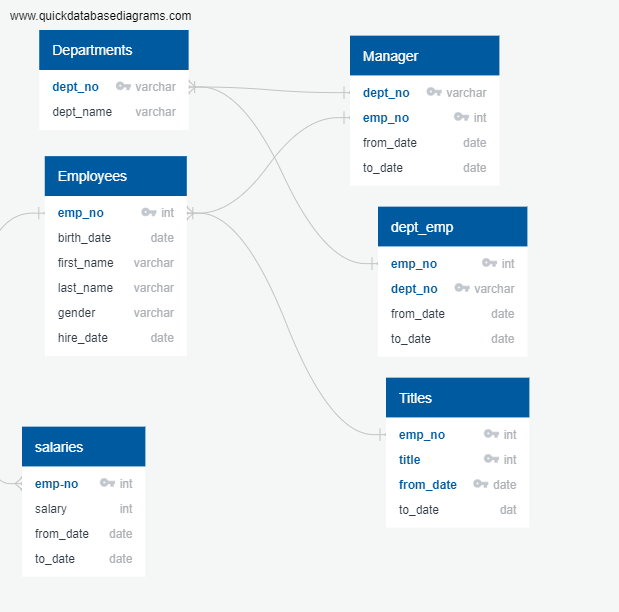 www.quickdatabasediagrams.com
Departments
dept_no varchar
dept_name varchar
Employees
emp_no int
birth_date date
first_name varchar
last_name varchar
gender varchar
hire_date date
salaries
emp-no int
salary int
from_date date
to_date date
Manager
dept_no varchar
emp_no int
from_date date
to_date date
dept_emp
emp_no int
dept_no varchar
from_date date
to_date date
Titles
emp_no int
title int
from_date date
to_date dat